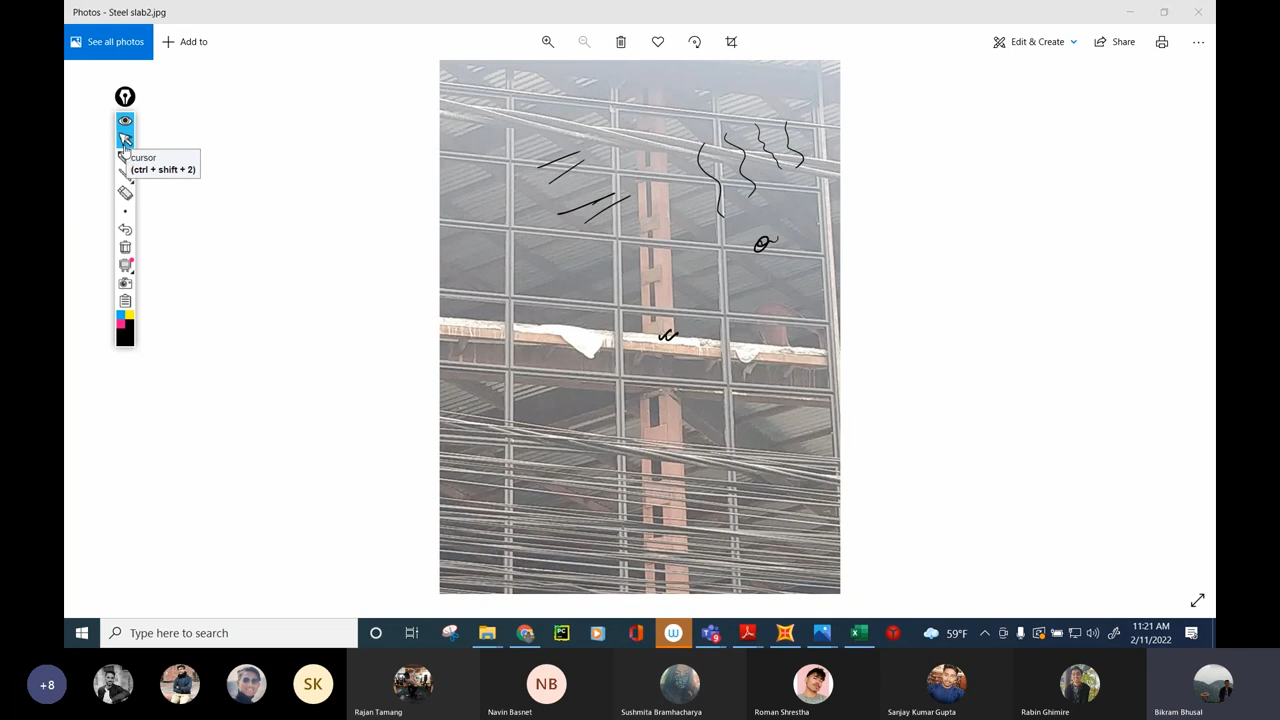 Photos - Steel slab2.jpg
See all photos
Add to
Edit & Create
Share
cursor
(ctrl + shift + 2)
Type here to search
PC
W
9
59°F
11:21 AM
2/11/2022
+8
SK
NB
Rajan Tamang
Navin Basnet
Sushmita Bramhacharya
Roman Shrestha
Sanjay Kumar Gupta
Rabin Ghimire
Bikram Bhusal